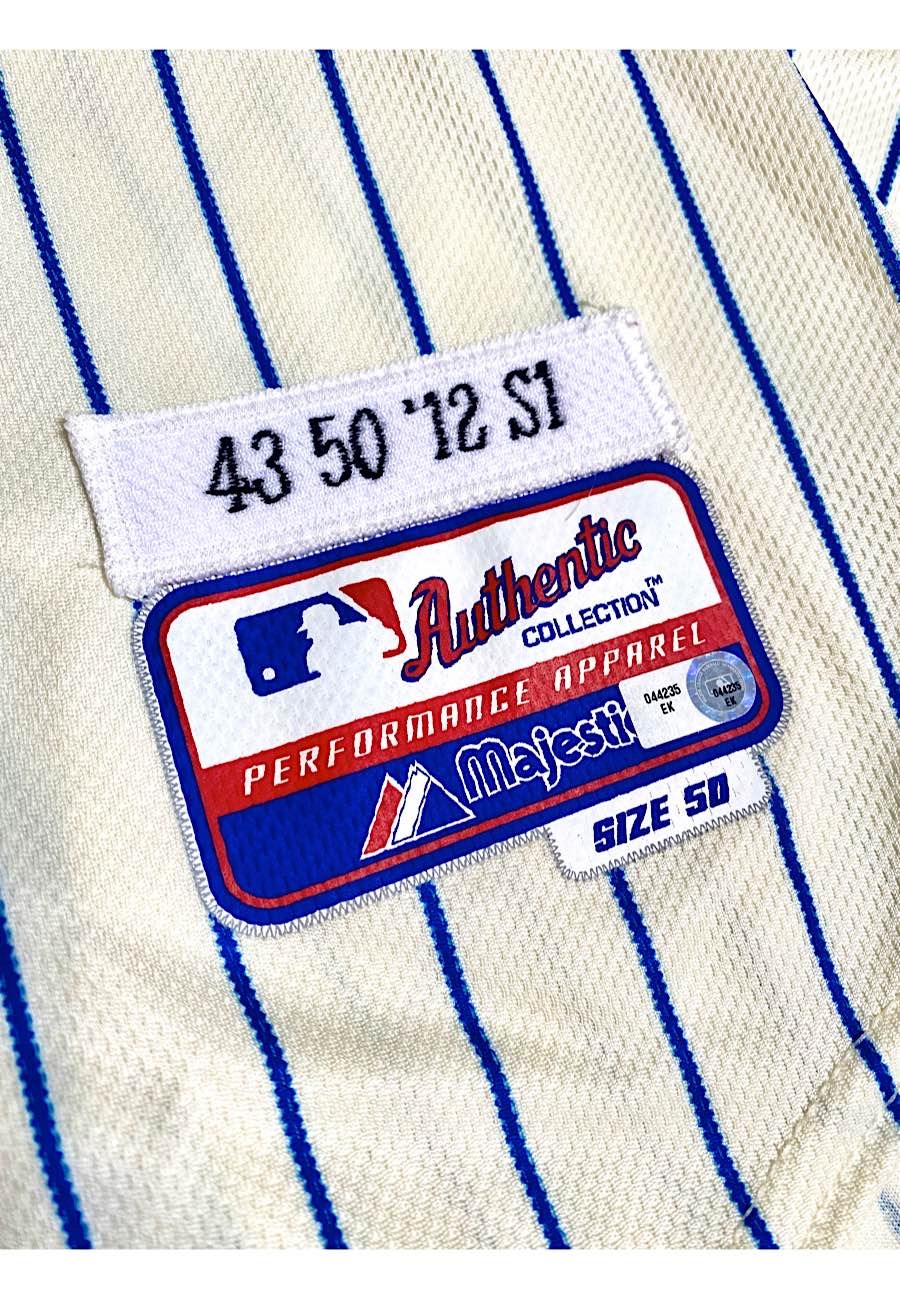 43 50 '12 S1
Authentic
COLLECTION™
PERFORMANCE APPAREL
Majestic
044235
EK
044235
EK
SIZE 50